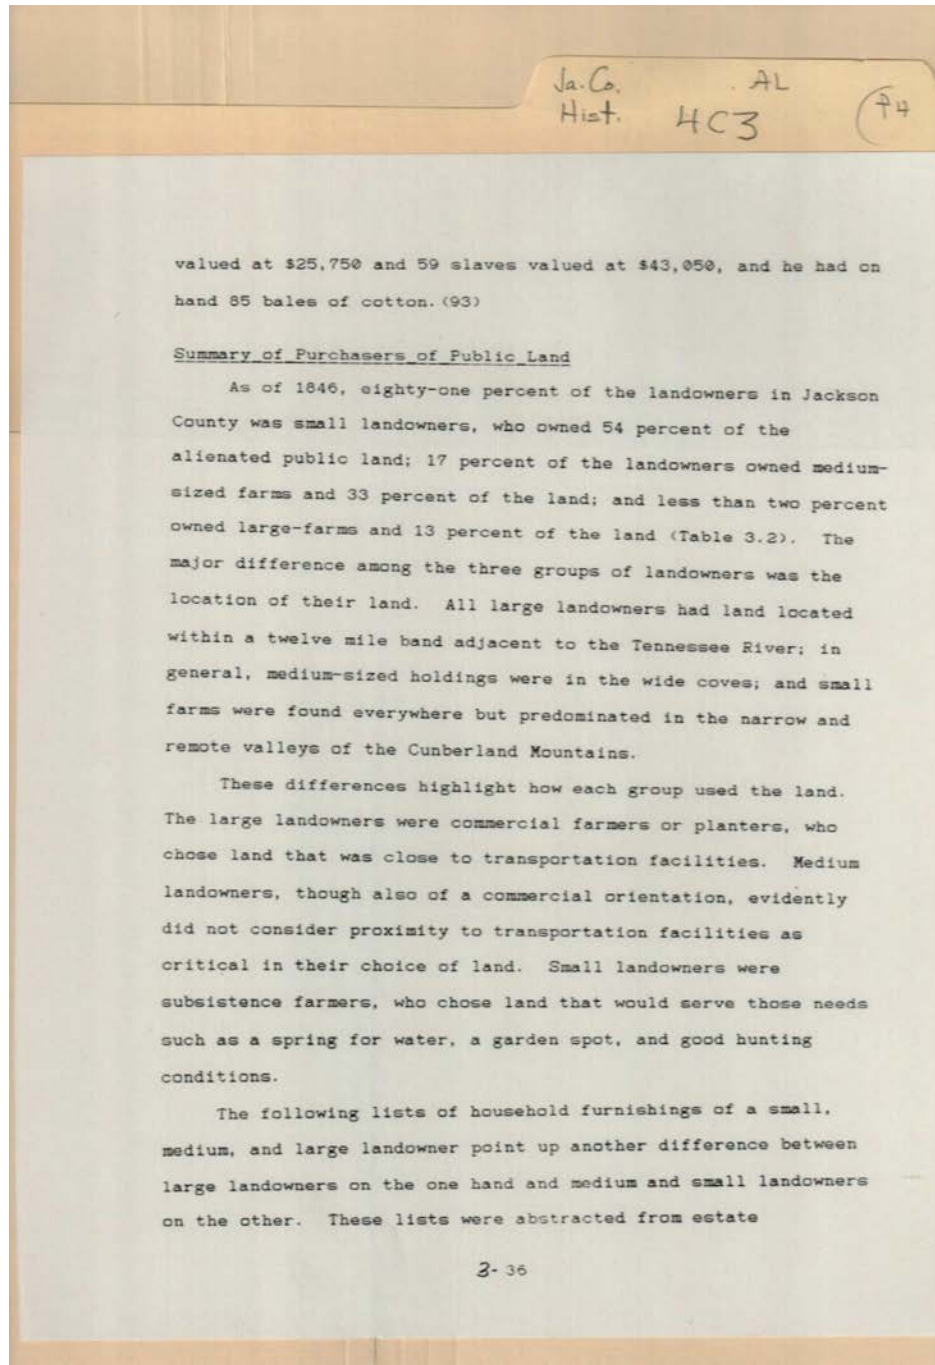 Ja. Co. . AL
Hist. 4C3 P4
valued at $25,750 and 59 slaves valued at $43,050, and he had on
hand 85 bales of cotton.(93)
Summary of Purchasers of Public Land
As of 1846, eighty-one percent of the landowners in Jackson
County was small landowners, who owned 54 percent of the
alienated public land; 17 percent of the landowners owned medium-
sized farms and 33 percent of the land; and less than two percent
owned large-farms and 13 percent of the land (Table 3.2). The
major difference among the three groups of landowners was the
location of their land. All large landowners had land located
within a twelve mile band adjacent to the Tennessee River; in
general, medium-sized holdings were in the wide coves; and small
farms were found everywhere but predominated in the narrow and
remote valleys of the Cunberland Mountains.
These differences highlight how each group used the land.
The large landowners were commercial farmers or planters, who
chose land that was close to transportation facilities. Medium
landowners, though also of a commercial orientation, evidently
did not consider proximity to transportation facilities as
critical in their choice of land. Small landowners were
subsistence farmers, who chose land that would serve those needs
such as a spring for water, a garden spot, and good hunting
conditions.
The following lists of household furnishings of a small,
medium, and large landowner point up another difference between
large landowners on the one hand and medium and small landowners
on the other. These lists were abstracted from estate
3- 36